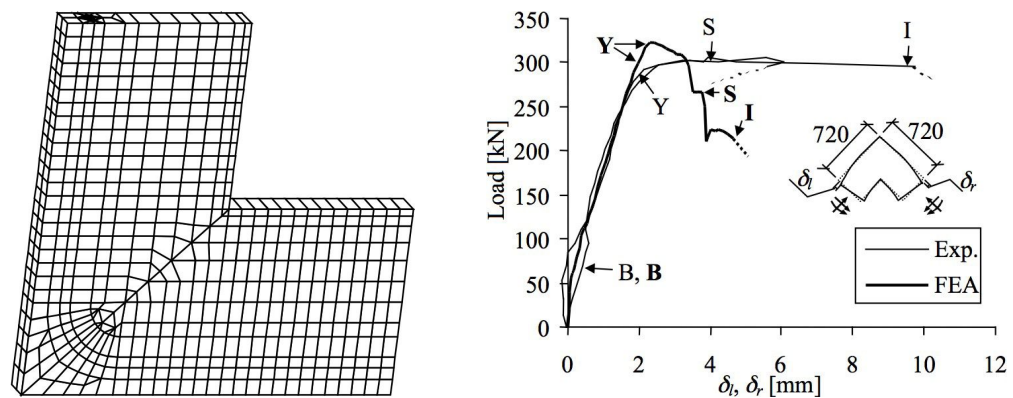 350
300
250
200
150
100
50
0
Load [kN]
Y
S
I
Y
S
I
B, B
720
720
δl
δr
Exp.
FEA
0
2
4
6
8
10
12
δl, δr [mm]